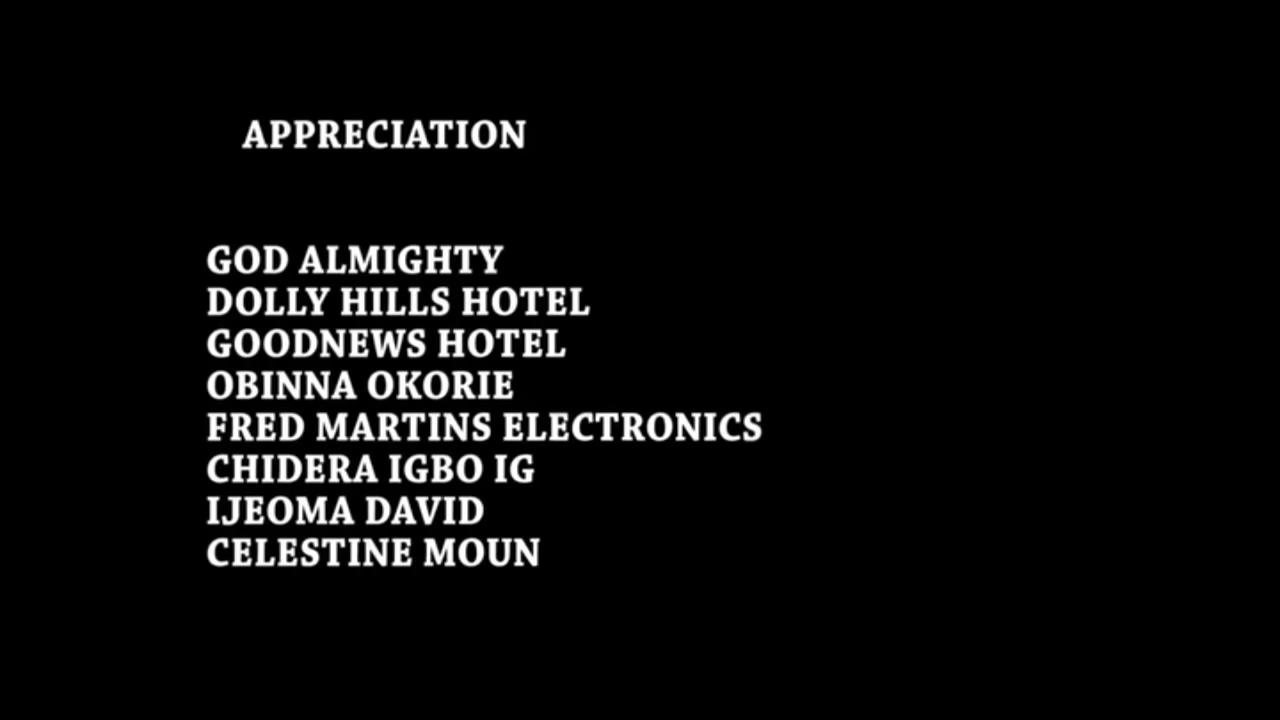 APPRECIATION
GOD ALMIGHTY
DOLLY HILLS HOTEL
GOODNEWS HOTEL
OBINNA OKORIE
FRED MARTINS ELECTRONICS
CHIDERA IGBO IG
IJEOMA DAVID
CELESTINE MOUN